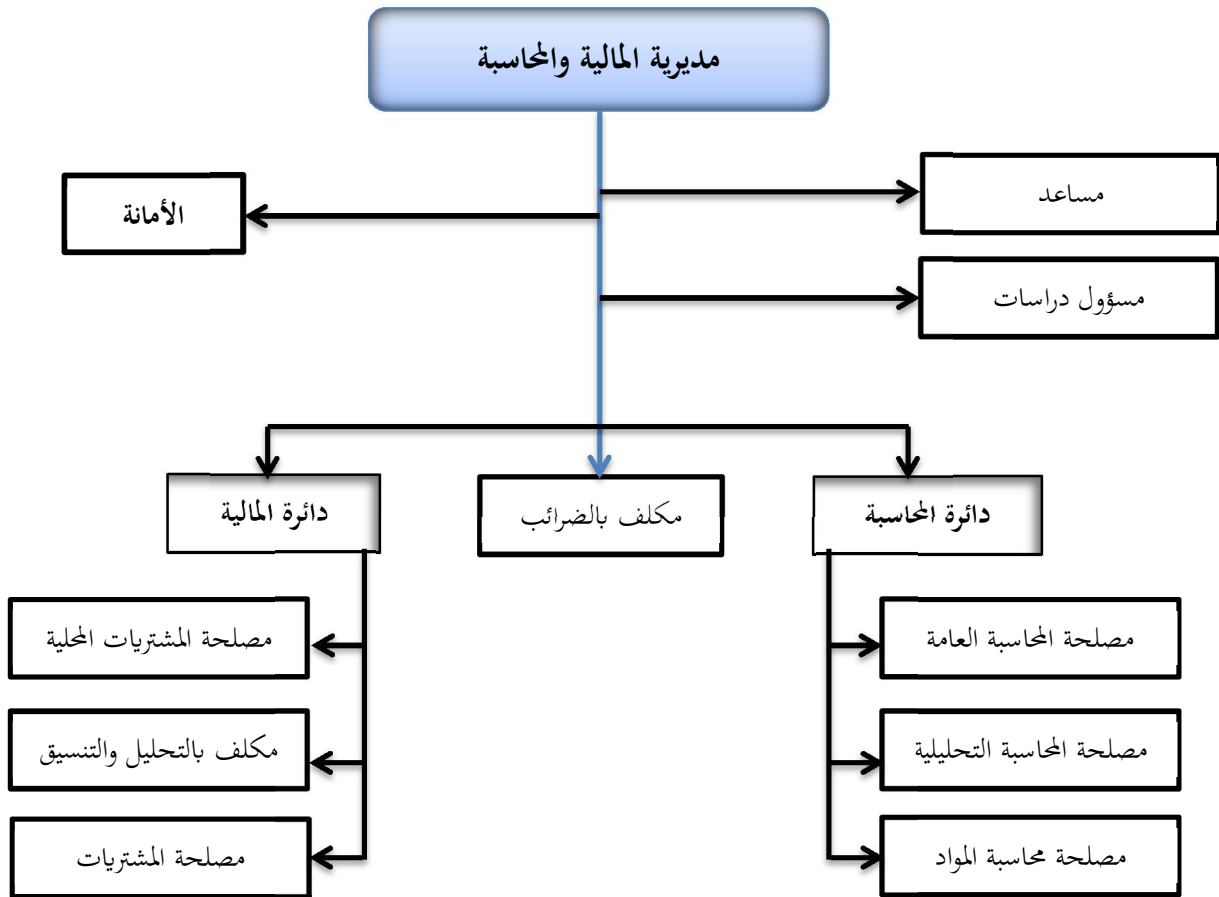 مديرية المالية والمحاسبة
مساعد
الأمانة
مسؤول دراسات
دائرة المحاسبة
مكلف بالضرائب
دائرة المالية
مصلحة المحاسبة العامة
مصلحة المشتريات المحلية
مصلحة المحاسبة التحليلية
مكلف بالتحليل والتنسيق
مصلحة محاسبة المواد
مصلحة المشتريات